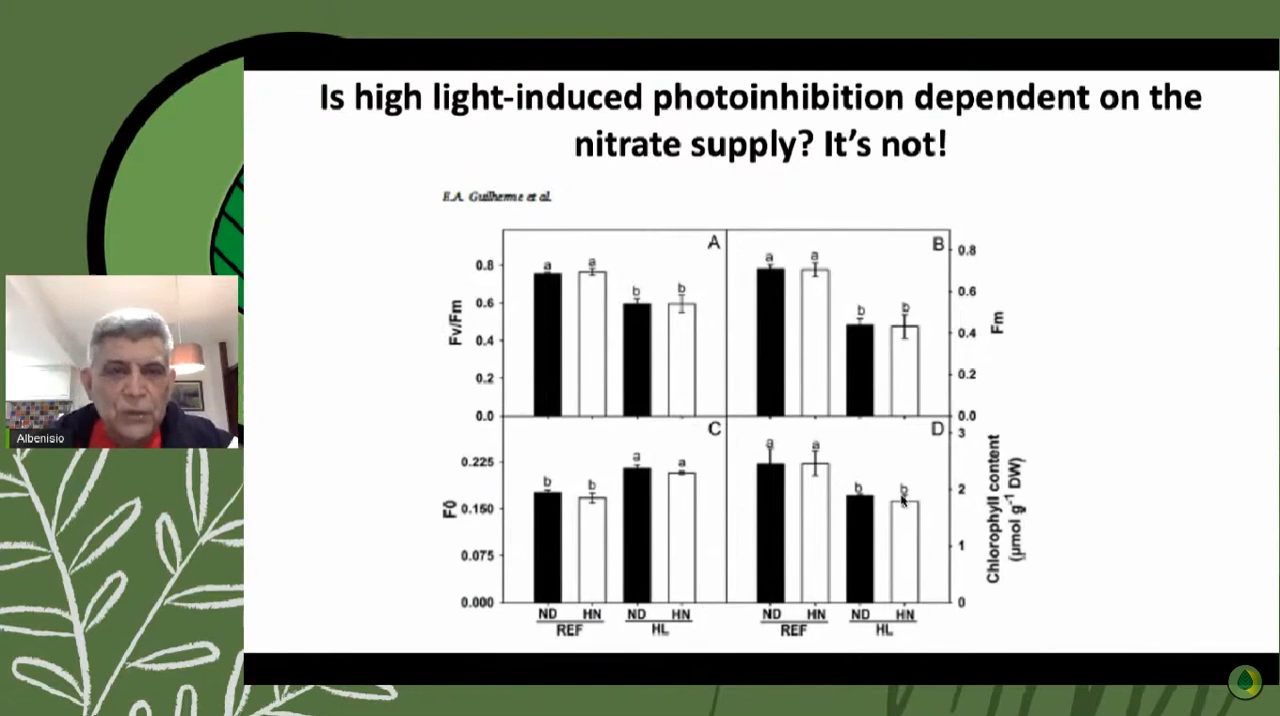 Is high light-induced photoinhibition dependent on the
nitrate supply? It's not!
E.A. Guilherme et al.
A
B
0.8
0.6
0.4
0.2
0.0
Fv/Fm
a
a
b
b
a
a
b
b
0.8
0.6
0.4
0.2
0.0
Fm
C
D
0.225
0.150
0.075
0.000
F0
b
b
a
a
a
a
b
b
3
2
1
0
Chlorophyll content
(μmol g-1 DW)
ND HN ND HN ND HN ND HN
REF HL REF HL
Albenisio